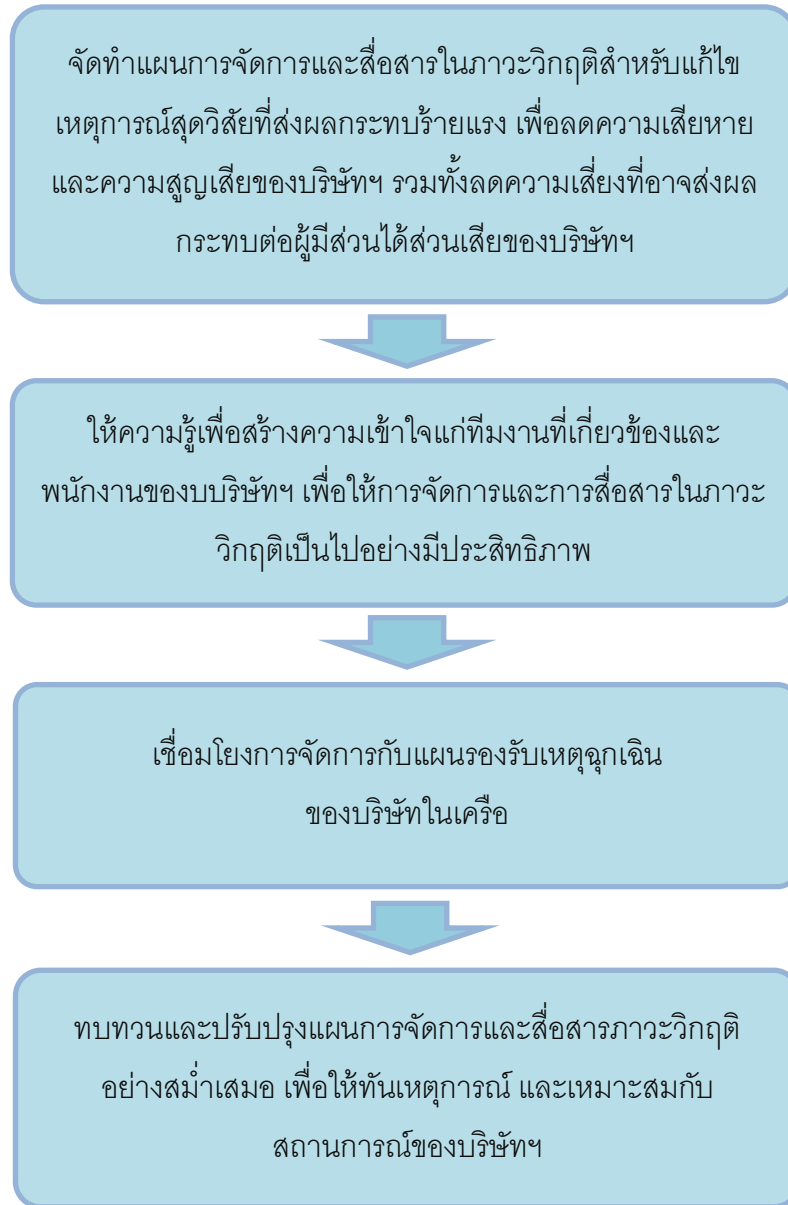 จัดทำแผนการจัดการและสื่อสารในภาวะวิกฤติสำหรับแก้ไข
เหตุการณ์สุดวิสัยที่ส่งผลกระทบร้ายแรง เพื่อลดความเสียหาย
และความสูญเสียของบริษัทฯ รวมทั้งลดความเสี่ยงที่อาจส่งผล
กระทบต่อผู้มีส่วนได้ส่วนเสียของบริษัทฯ
ให้ความรู้เพื่อสร้างความเข้าใจแก่ทีมงานที่เกี่ยวข้องและ
พนักงานของบบริษัทฯ เพื่อให้การจัดการและการสื่อสารในภาวะ
วิกฤติเป็นไปอย่างมีประสิทธิภาพ
เชื่อมโยงการจัดการกับแผนรองรับเหตุฉุกเฉิน
ของบริษัทในเครือ
ทบทวนและปรับปรุงแผนการจัดการและสื่อสารภาวะวิกฤติ
อย่างสม่ำเสมอ เพื่อให้ทันเหตุการณ์ และเหมาะสมกับ
สถานการณ์ของบริษัทฯ